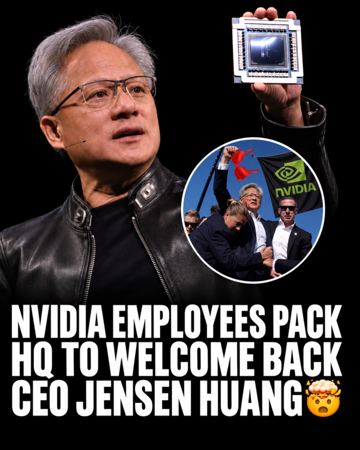 NVIDIA
NVIDIA EMPLOYEES PACK
HQ TO WELCOME BACK
CEO JENSEN HUANG🤯